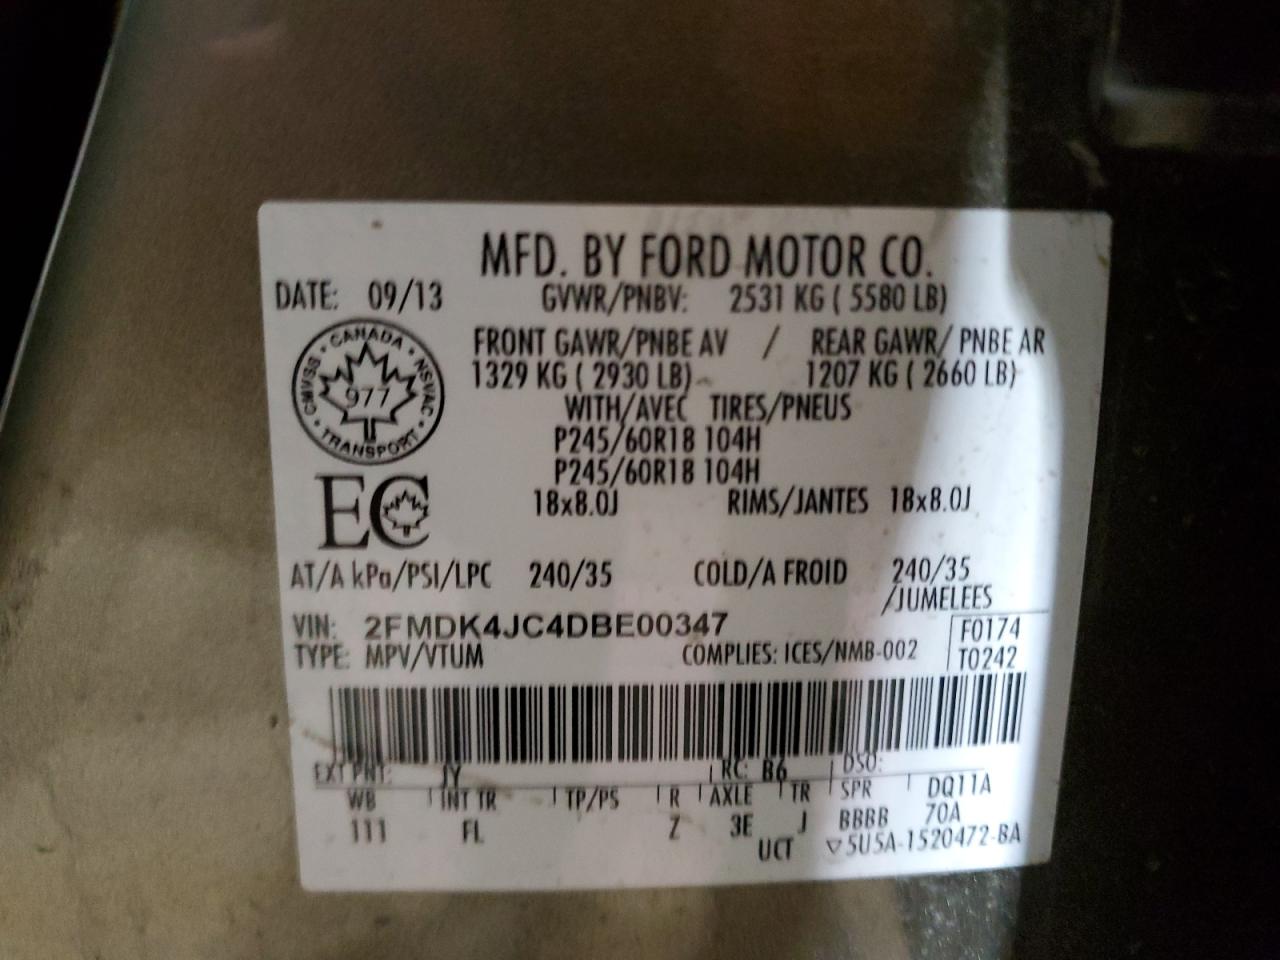 MFD. BY FORD MOTOR CO.
DATE: 09/13 GVWR/PNBV: 2531 KG ( 5580 LB)
CANADA
CMVSS · NSVAC
977
TRANSPORT
FRONT GAWR/PNBE AV / REAR GAWR/ PNBE AR
1329 KG ( 2930 LB) 1207 KG ( 2660 LB)
WITH/AVEC TIRES/PNEUS
P245/60R18 104H
P245/60R18 104H
EC
18x8.0J RIMS/JANTES 18x8.0J
AT/A kPa/PSI/LPC 240/35 COLD/A FROID 240/35
/JUMELEES
VIN: 2FMDK4JC4DBE00347 F0174
TYPE: MPV/VTUM COMPLIES: ICES/NMB-002 T0242
EXT PNT: JY RC: B6 DSO:
WB INT TR TP/PS R AXLE TR SPR DQ11A
111 FL Z 3E J BBBB 70A
UCT ▽5U5A-1520472-BA